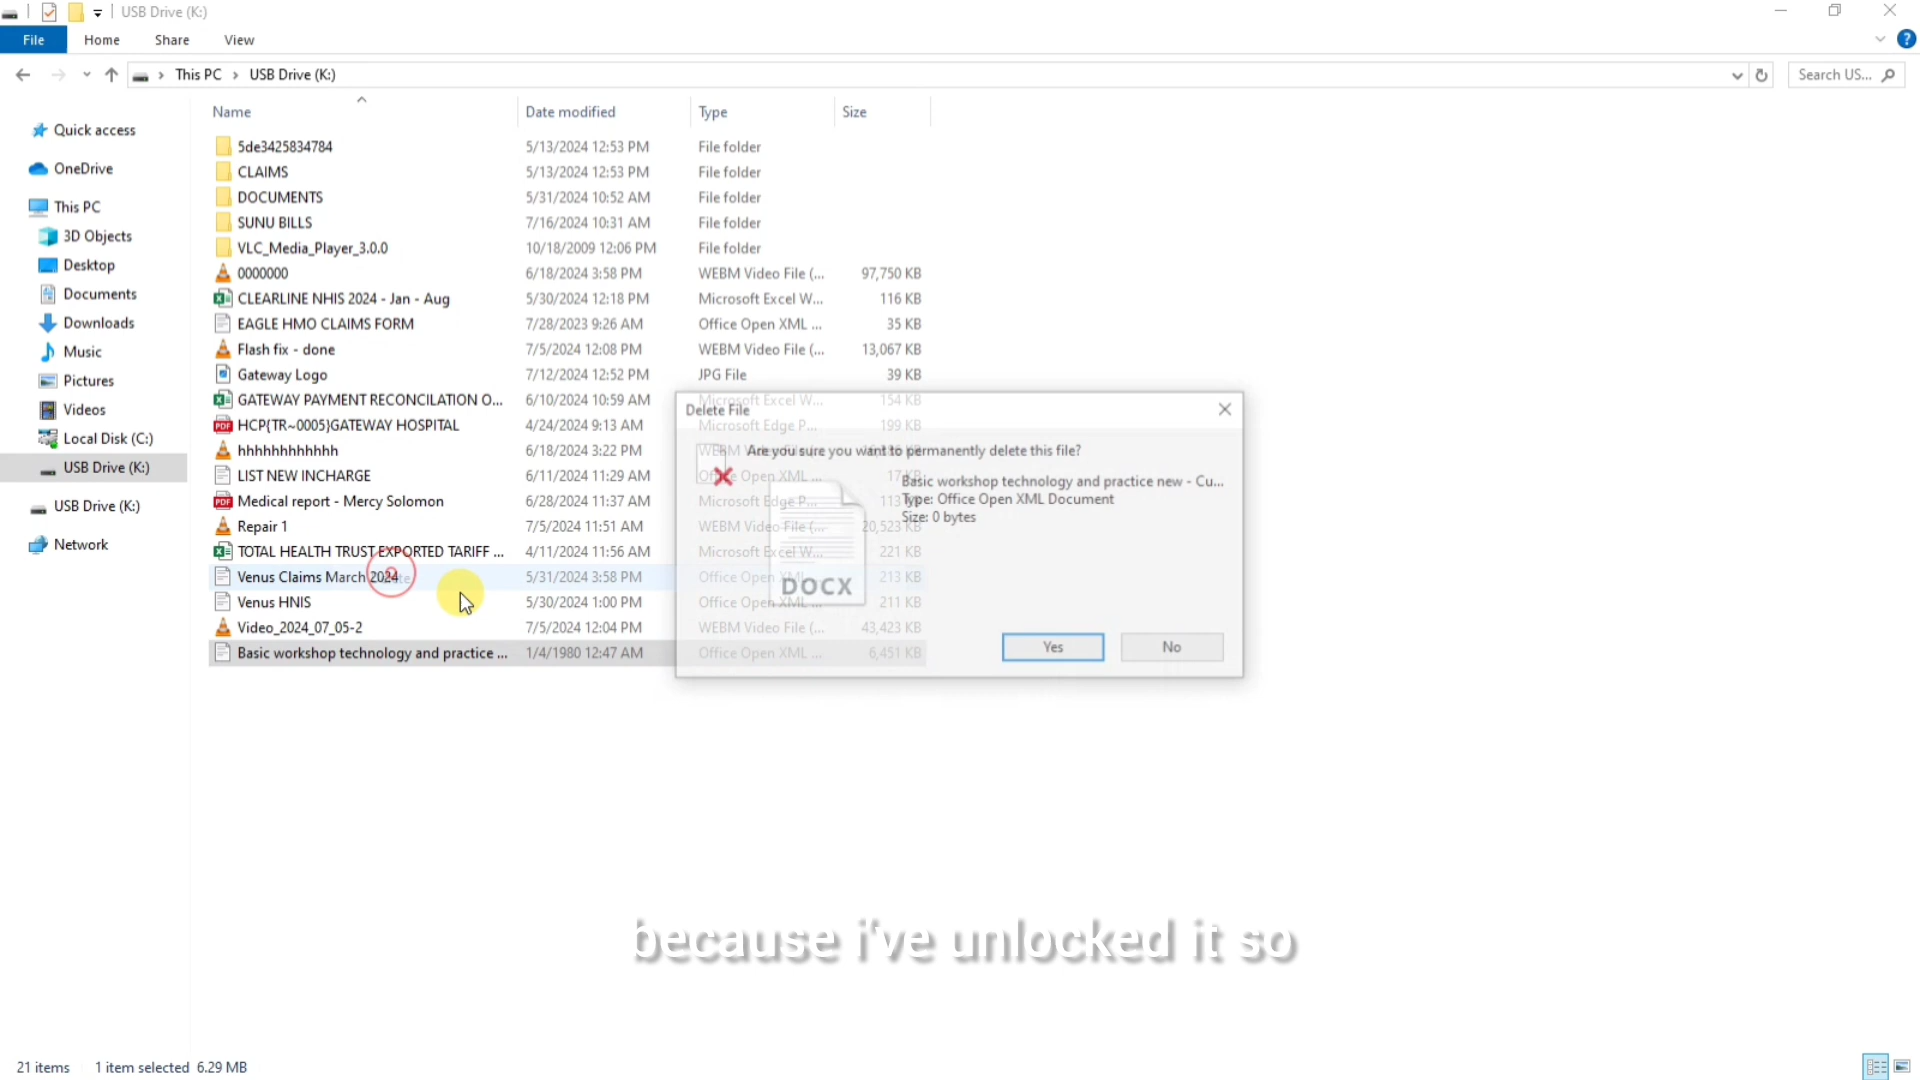 USB Drive (K:)
File Home Share View
This PC USB Drive (K:) Search US...
Name Date modified Type Size
Quick access
OneDrive
This PC
3D Objects
Desktop
Documents
Downloads
Music
Pictures
Videos
Local Disk (C:)
USB Drive (K:)
USB Drive (K:)
Network
5de3425834784 5/13/2024 12:53 PM File folder
CLAIMS 5/13/2024 12:53 PM File folder
DOCUMENTS 5/31/2024 10:52 AM File folder
SUNU BILLS 7/16/2024 10:31 AM File folder
VLC_Media_Player_3.0.0 10/18/2009 12:06 PM File folder
0000000 6/18/2024 3:58 PM WEBM Video File (... 97,750 KB
CLEARLINE NHIS 2024 - Jan - Aug 5/30/2024 12:18 PM Microsoft Excel W... 116 KB
EAGLE HMO CLAIMS FORM 7/28/2023 9:26 AM Office Open XML ... 35 KB
Flash fix - done 7/5/2024 12:08 PM WEBM Video File (... 13,067 KB
Gateway Logo 7/12/2024 12:52 PM JPG File 39 KB
GATEWAY PAYMENT RECONCILATION O... 6/10/2024 10:59 AM Microsoft Excel W... 154 KB
HCP{TR~0005}GATEWAY HOSPITAL 4/24/2024 9:13 AM Microsoft Edge P... 199 KB
hhhhhhhhhhhh 6/18/2024 3:22 PM WEBM
LIST NEW INCHARGE 6/11/2024 11:29 AM Office Open XML ... 17 KB
Medical report - Mercy Solomon 6/28/2024 11:37 AM Microsoft Edge P... 113 KB
Repair 1 7/5/2024 11:51 AM WEBM Video File (... 20,523 KB
TOTAL HEALTH TRUST EXPORTED TARIFF ... 4/11/2024 11:56 AM Microsoft Excel W... 221 KB
Venus Claims March 2024 5/31/2024 3:58 PM Office Open XML ... 213 KB
Venus HNIS 5/30/2024 1:00 PM Office Open XML ... 211 KB
Video_2024_07_05-2 7/5/2024 12:04 PM WEBM Video File (... 43,423 KB
Basic workshop technology and practice ... 1/4/1980 12:47 AM Office Open XML ... 6,451 KB
Delete File
Are you sure you want to permanently delete this file?
Basic workshop technology and practice new - Cu...
Type: Office Open XML Document
Size: 0 bytes
DOCX
Yes No
because i've unlocked it so
21 items 1 item selected 6.29 MB